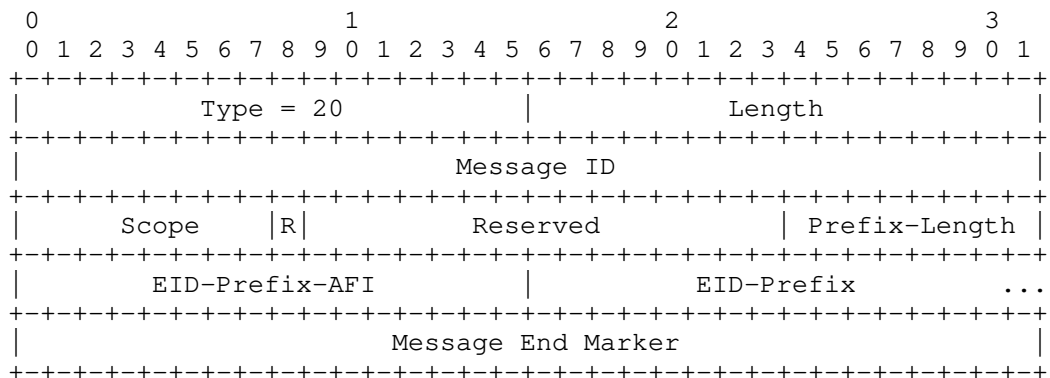 0                   1                   2                   3
 0 1 2 3 4 5 6 7 8 9 0 1 2 3 4 5 6 7 8 9 0 1 2 3 4 5 6 7 8 9 0 1
+-+-+-+-+-+-+-+-+-+-+-+-+-+-+-+-+-+-+-+-+-+-+-+-+-+-+-+-+-+-+-+-+
|           Type = 20           |            Length             |
+-+-+-+-+-+-+-+-+-+-+-+-+-+-+-+-+-+-+-+-+-+-+-+-+-+-+-+-+-+-+-+-+
|                           Message ID                          |
+-+-+-+-+-+-+-+-+-+-+-+-+-+-+-+-+-+-+-+-+-+-+-+-+-+-+-+-+-+-+-+-+
|      Scope    |R|          Reserved           | Prefix-Length |
+-+-+-+-+-+-+-+-+-+-+-+-+-+-+-+-+-+-+-+-+-+-+-+-+-+-+-+-+-+-+-+-+
|        EID-Prefix-AFI         |          EID-Prefix         ...
+-+-+-+-+-+-+-+-+-+-+-+-+-+-+-+-+-+-+-+-+-+-+-+-+-+-+-+-+-+-+-+-+
|                       Message End Marker                      |
+-+-+-+-+-+-+-+-+-+-+-+-+-+-+-+-+-+-+-+-+-+-+-+-+-+-+-+-+-+-+-+-+